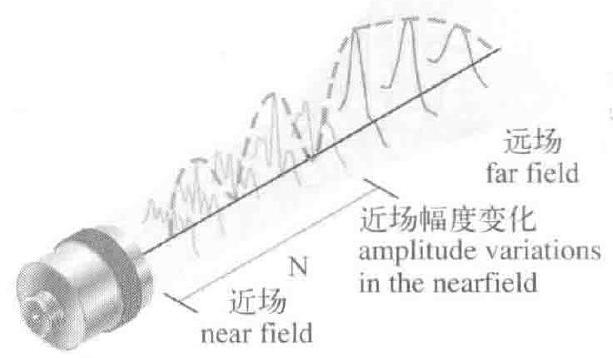 远场
far field
近场幅度变化
amplitude variations
in the nearfield
N
近场
near field